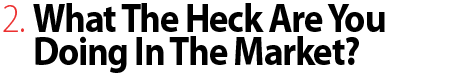 2. What The Heck Are You
Doing In The Market?